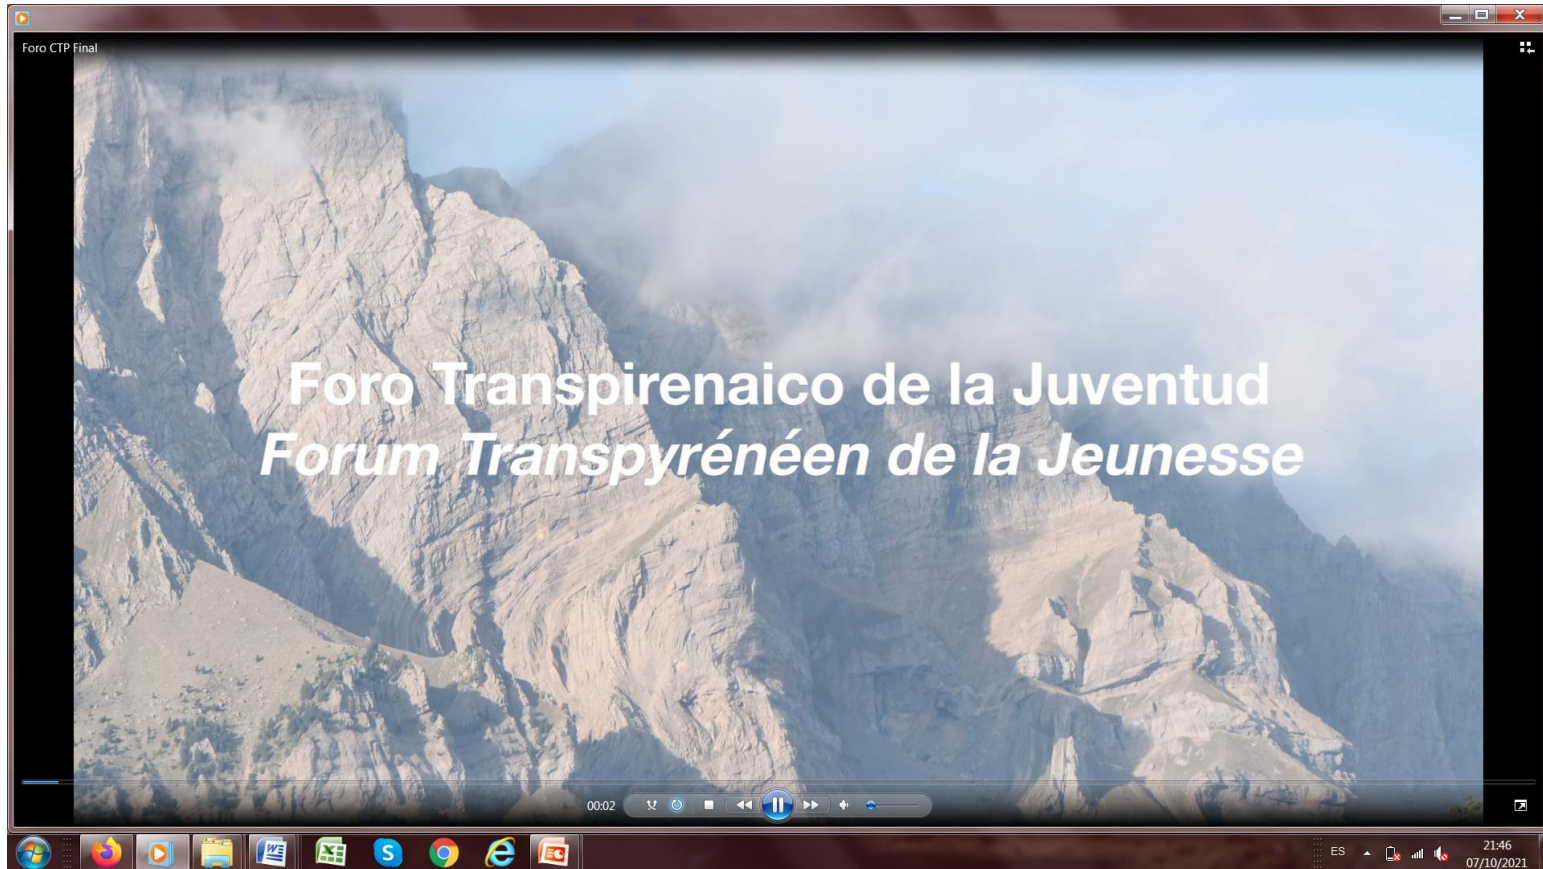 Foro CTP Final
Foro Transpirenaico de la Juventud
Forum Transpyrénéen de la Jeunesse
00:02
ES
21:46
07/10/2021